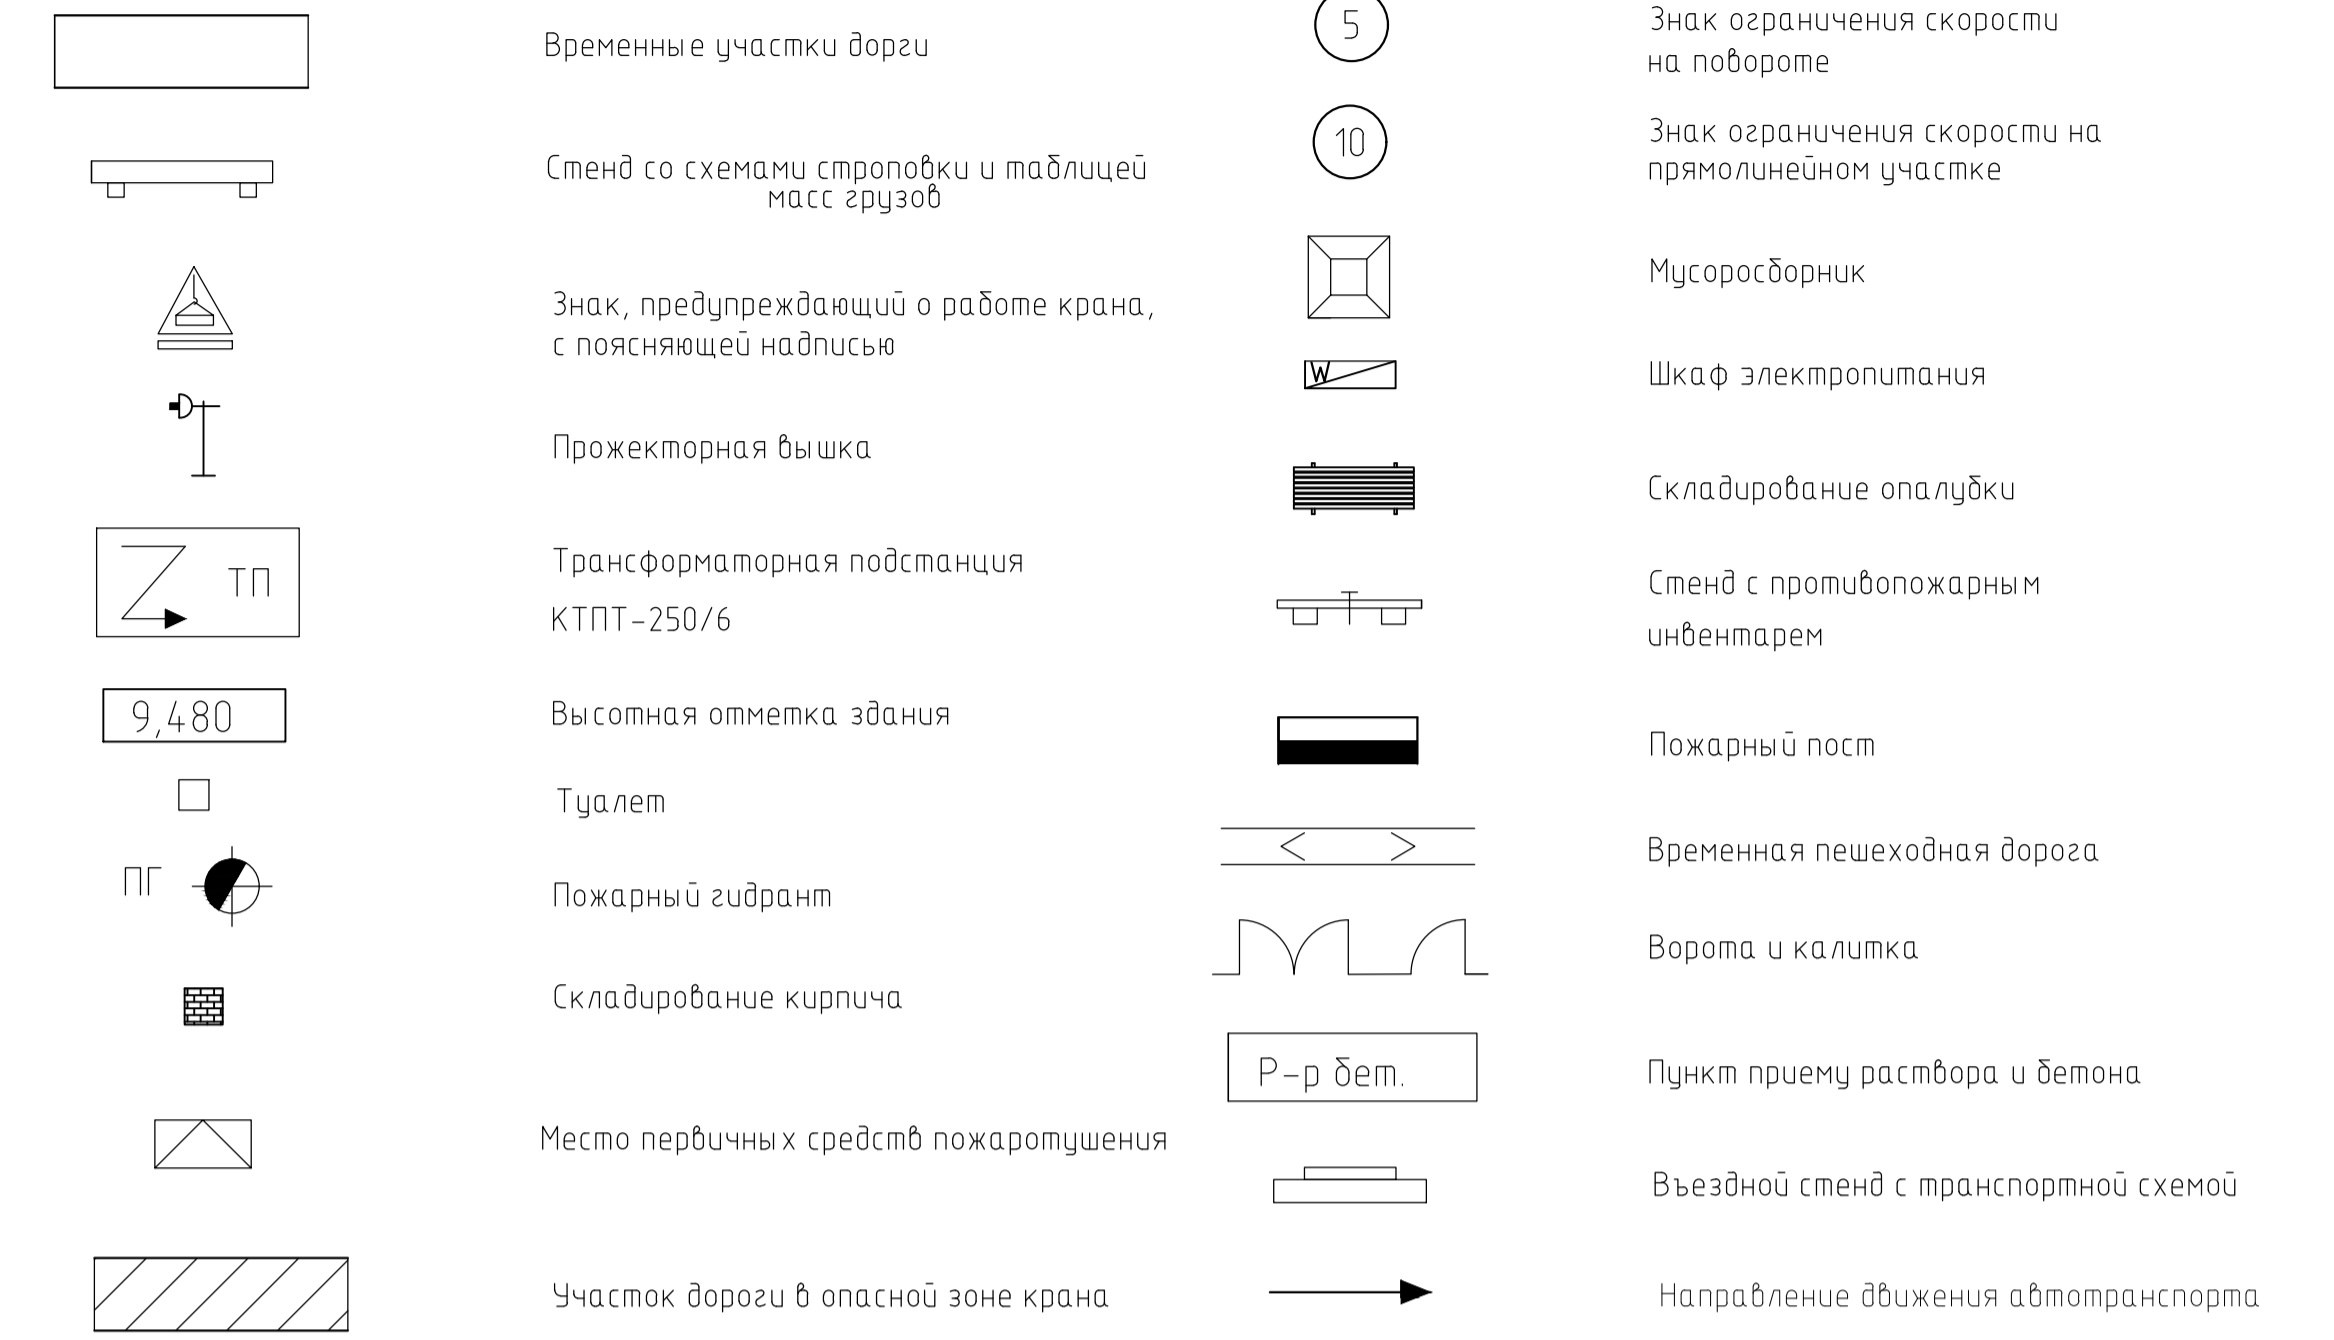 Временные участки дорги
Стенд со схемами строповки и таблицей
масс грузов
Знак, предупреждающий о работе крана,
с поясняющей надписью
Прожекторная вышка
ТП
Трансформаторная подстанция
КТПТ-250/6
9,480
Высотная отметка здания
Туалет
ПГ
Пожарный гидрант
Складирование кирпича
Место первичных средств пожаротушения
Участок дороги в опасной зоне крана
5
Знак ограничения скорости
на повороте
10
Знак ограничения скорости на
прямолинейном участке
Мусоросборник
W
Шкаф электропитания
Складирование опалубки
Стенд с противопожарным
инвентарем
Пожарный пост
Временная пешеходная дорога
Ворота и калитка
Р-р бет.
Пункт приему раствора и бетона
Въездной стенд с транспортной схемой
Направление движения автотранспорта